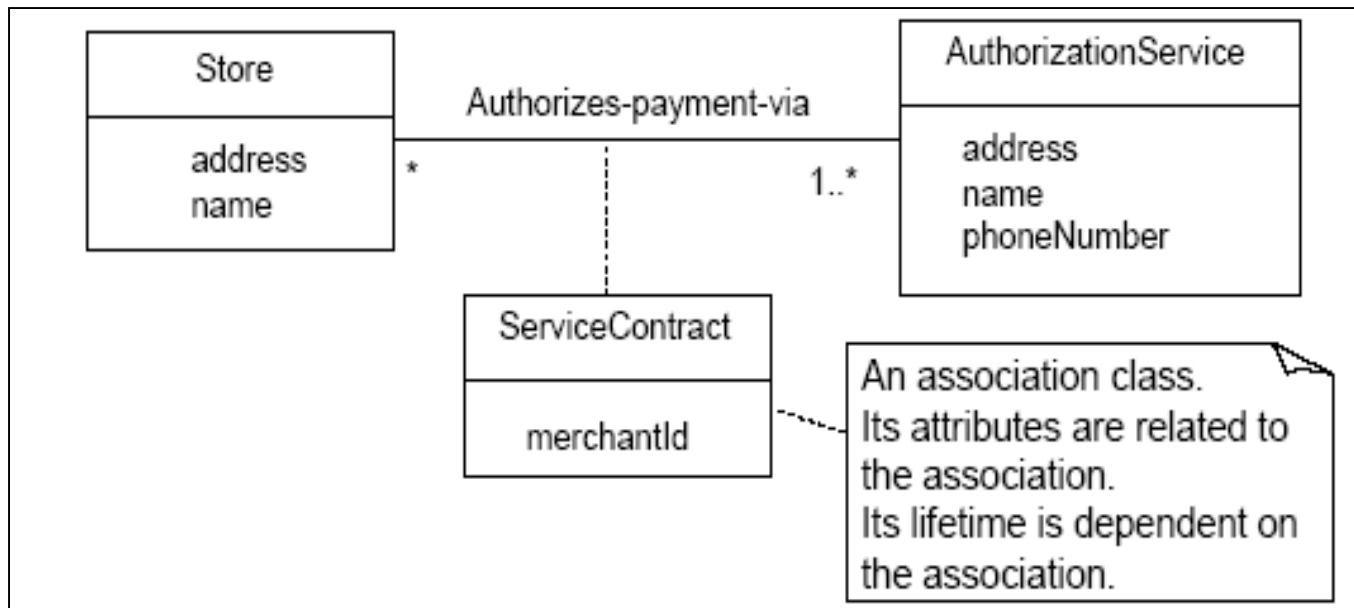 Store
address
name
Authorizes-payment-via
*
1..*
AuthorizationService
address
name
phoneNumber
ServiceContract
merchantId
An association class.
Its attributes are related to
the association.
Its lifetime is dependent on
the association.